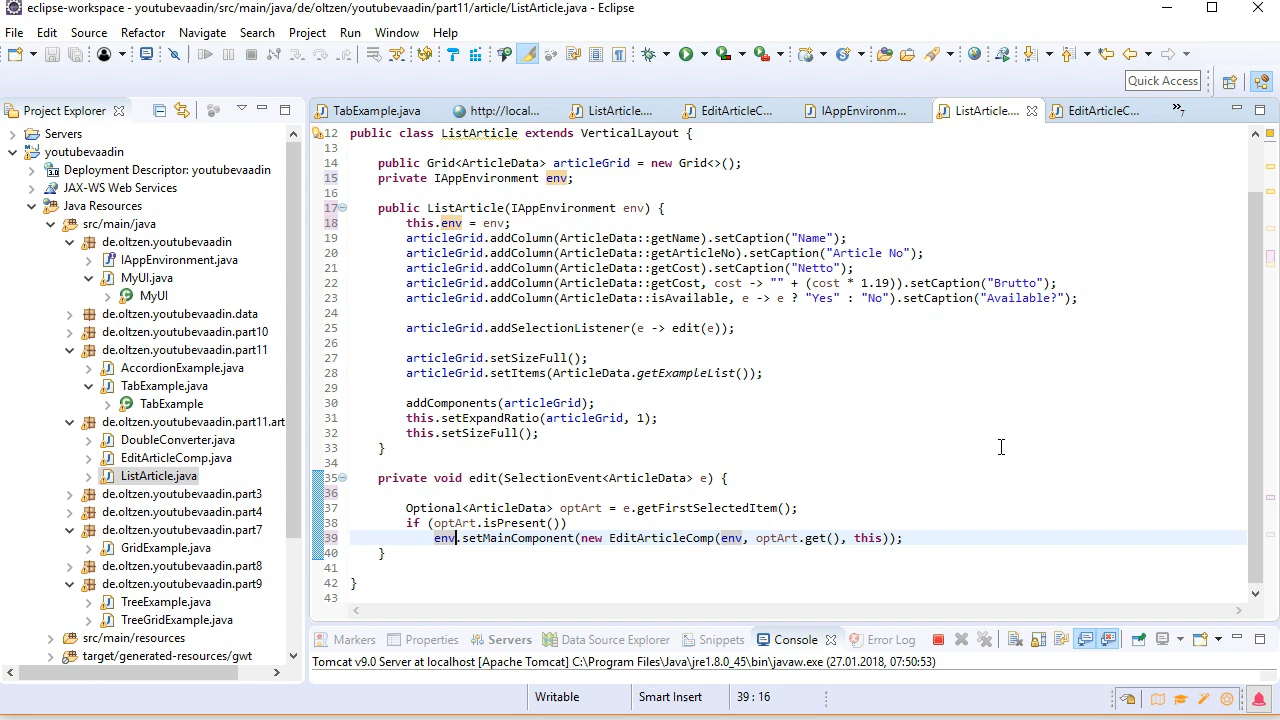 eclipse-workspace - youtubevaadin/src/main/java/de/oltzen/youtubevaadin/part11/article/ListArticle.java - Eclipse
File Edit Source Refactor Navigate Search Project Run Window Help
Quick Access
Project Explorer
TabExample.java http://local... ListArticle.... EditArticleC... IAppEnvironm... ListArticle.... EditArticleC... 7
Servers
youtubevaadin
Deployment Descriptor: youtubevaadin
JAX-WS Web Services
Java Resources
src/main/java
de.oltzen.youtubevaadin
IAppEnvironment.java
MyUI.java
MyUI
de.oltzen.youtubevaadin.data
de.oltzen.youtubevaadin.part10
de.oltzen.youtubevaadin.part11
AccordionExample.java
TabExample.java
TabExample
de.oltzen.youtubevaadin.part11.art
DoubleConverter.java
EditArticleComp.java
ListArticle.java
de.oltzen.youtubevaadin.part3
de.oltzen.youtubevaadin.part4
de.oltzen.youtubevaadin.part7
GridExample.java
de.oltzen.youtubevaadin.part8
de.oltzen.youtubevaadin.part9
TreeExample.java
TreeGridExample.java
src/main/resources
target/generated-resources/gwt
12 public class ListArticle extends VerticalLayout {
13
14 public Grid<ArticleData> articleGrid = new Grid<>();
15 private IAppEnvironment env;
16
17 public ListArticle(IAppEnvironment env) {
18 this.env = env;
19 articleGrid.addColumn(ArticleData::getName).setCaption("Name");
20 articleGrid.addColumn(ArticleData::getArticleNo).setCaption("Article No");
21 articleGrid.addColumn(ArticleData::getCost).setCaption("Netto");
22 articleGrid.addColumn(ArticleData::getCost, cost -> "" + (cost * 1.19)).setCaption("Brutto");
23 articleGrid.addColumn(ArticleData::isAvailable, e -> e ? "Yes" : "No").setCaption("Available?");
24
25 articleGrid.addSelectionListener(e -> edit(e));
26
27 articleGrid.setSizeFull();
28 articleGrid.setItems(ArticleData.getExampleList());
29
30 addComponents(articleGrid);
31 this.setExpandRatio(articleGrid, 1);
32 this.setSizeFull();
33 }
34
35 private void edit(SelectionEvent<ArticleData> e) {
36
37 Optional<ArticleData> optArt = e.getFirstSelectedItem();
38 if (optArt.isPresent())
39 env.setMainComponent(new EditArticleComp(env, optArt.get(), this));
40 }
41
42 }
43
Markers Properties Servers Data Source Explorer Snippets Console Error Log
Tomcat v9.0 Server at localhost [Apache Tomcat] C:\Program Files\Java\jre1.8.0_45\bin\javaw.exe (27.01.2018, 07:50:53)
Writable Smart Insert 39 : 16